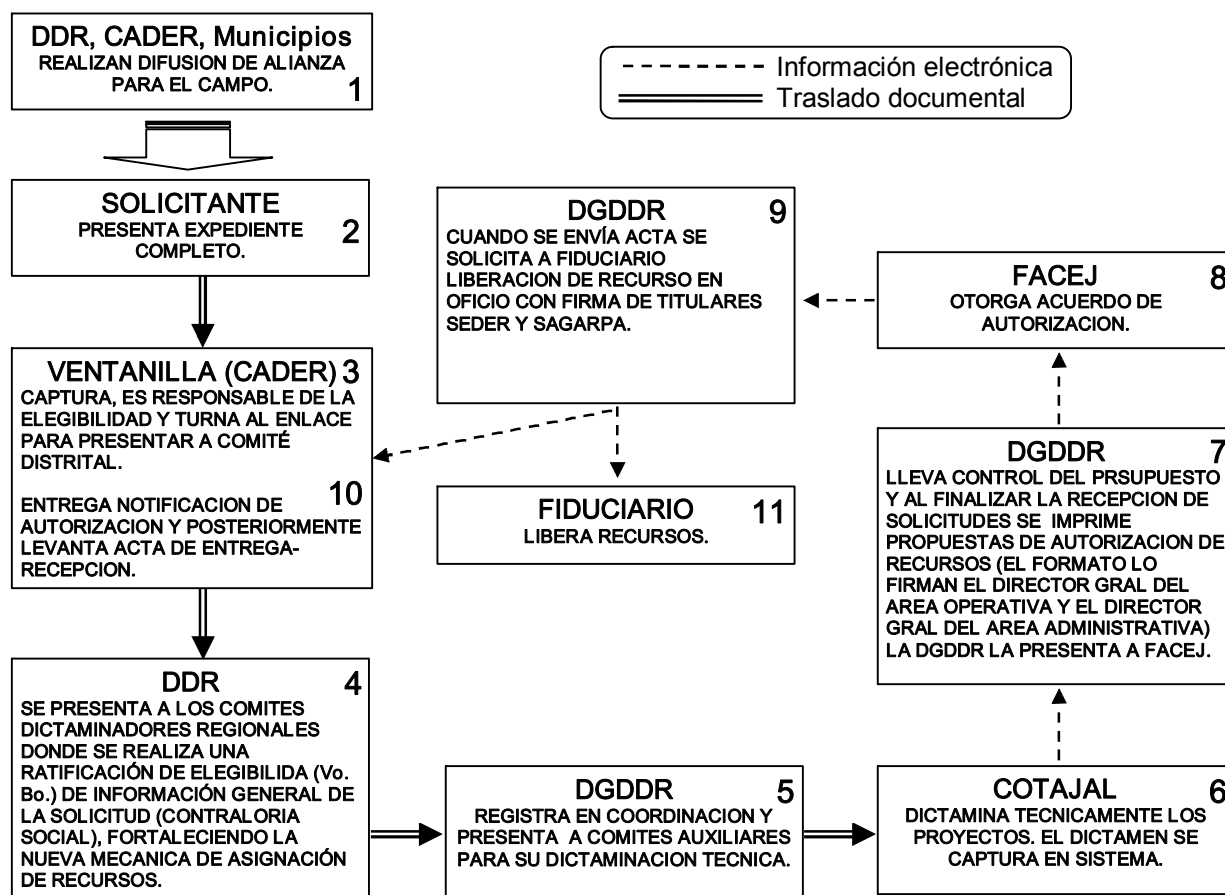 DDR, CADER, Municipios
REALIZAN DIFUSION DE ALIANZA
PARA EL CAMPO.
1
Información electrónica
Traslado documental
SOLICITANTE
PRESENTA EXPEDIENTE
COMPLETO.
2
VENTANILLA (CADER) 3
CAPTURA, ES RESPONSABLE DE LA
ELEGIBILIDAD Y TURNA AL ENLACE
PARA PRESENTAR A COMITÉ
DISTRITAL.
10
ENTREGA NOTIFICACION DE
AUTORIZACION Y POSTERIORMENTE
LEVANTA ACTA DE ENTREGA-
RECEPCION.
DDR
4
SE PRESENTA A LOS COMITES
DICTAMINADORES REGIONALES
DONDE SE REALIZA UNA
RATIFICACIÓN DE ELEGIBILIDA (Vo.
Bo.) DE INFORMACIÓN GENERAL DE
LA SOLICITUD (CONTRALORIA
SOCIAL), FORTALECIENDO LA
NUEVA MECANICA DE ASIGNACIÓN
DE RECURSOS.
DGDDR
5
REGISTRA EN COORDINACION Y
PRESENTA A COMITES AUXILIARES
PARA SU DICTAMINACION TECNICA.
COTAJAL
6
DICTAMINA TECNICAMENTE LOS
PROYECTOS. EL DICTAMEN SE
CAPTURA EN SISTEMA.
DGDDR
7
LLEVA CONTROL DEL PRSUPUESTO
Y AL FINALIZAR LA RECEPCION DE
SOLICITUDES SE IMPRIME
PROPUESTAS DE AUTORIZACION DE
RECURSOS (EL FORMATO LO
FIRMAN EL DIRECTOR GRAL DEL
AREA OPERATIVA Y EL DIRECTOR
GRAL DEL AREA ADMINISTRATIVA)
LA DGDDR LA PRESENTA A FACEJ.
FACEJ
8
OTORGA ACUERDO DE
AUTORIZACION.
DGDDR
9
CUANDO SE ENVÍA ACTA SE
SOLICITA A FIDUCIARIO
LIBERACION DE RECURSO EN
OFICIO CON FIRMA DE TITULARES
SEDER Y SAGARPA.
FIDUCIARIO
11
LIBERA RECURSOS.